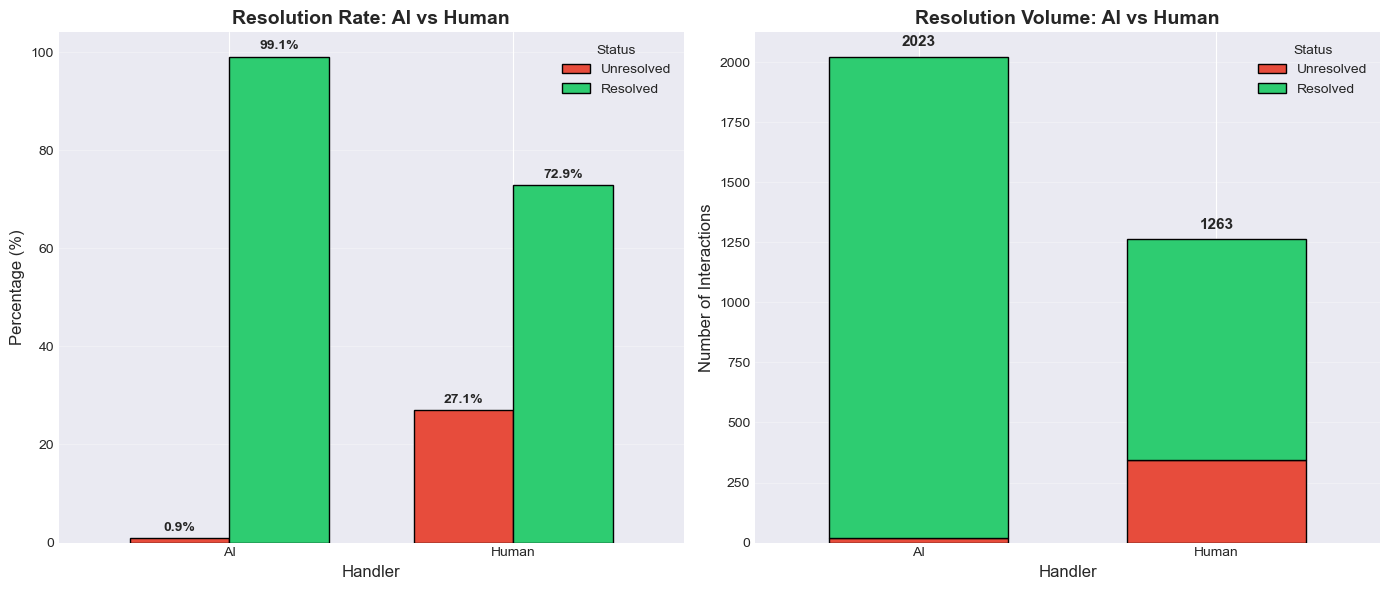 Resolution Rate: AI vs Human
Percentage (%)
100
80
60
40
20
0
0.9%
99.1%
27.1%
72.9%
Status
Unresolved
Resolved
AI
Human
Handler
Resolution Volume: AI vs Human
Number of Interactions
2000
1750
1500
1250
1000
750
500
250
0
2023
1263
Status
Unresolved
Resolved
AI
Human
Handler